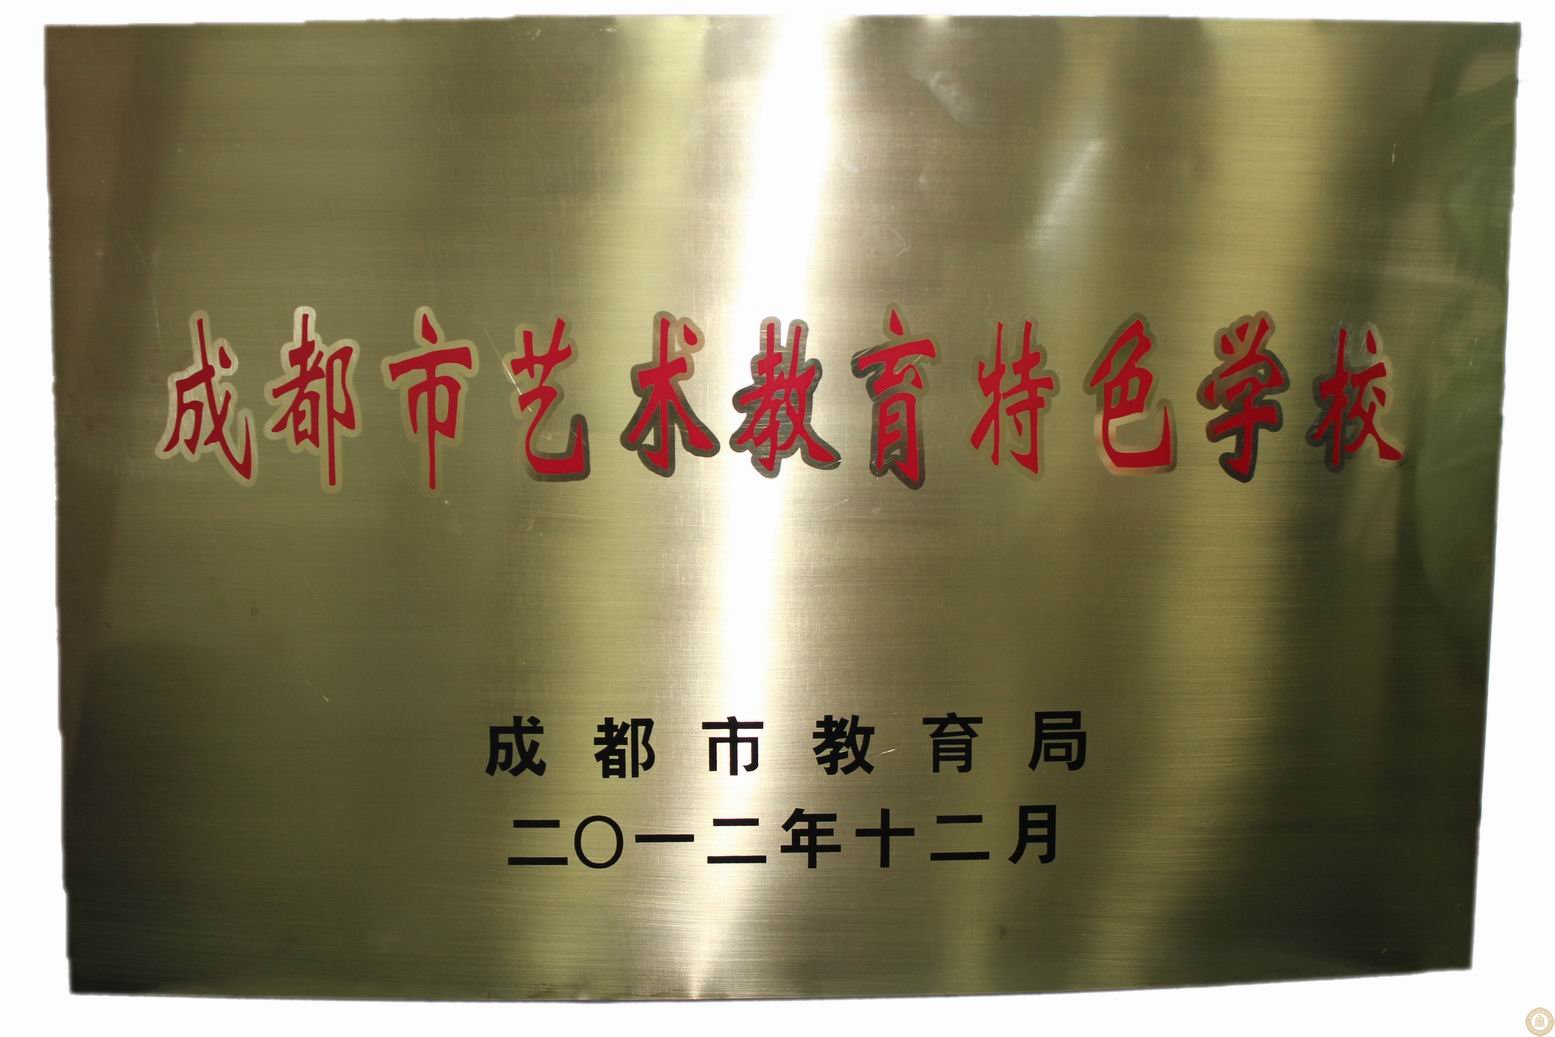 成都市艺术教育特色学校
成都市教育局
二〇一二年十二月